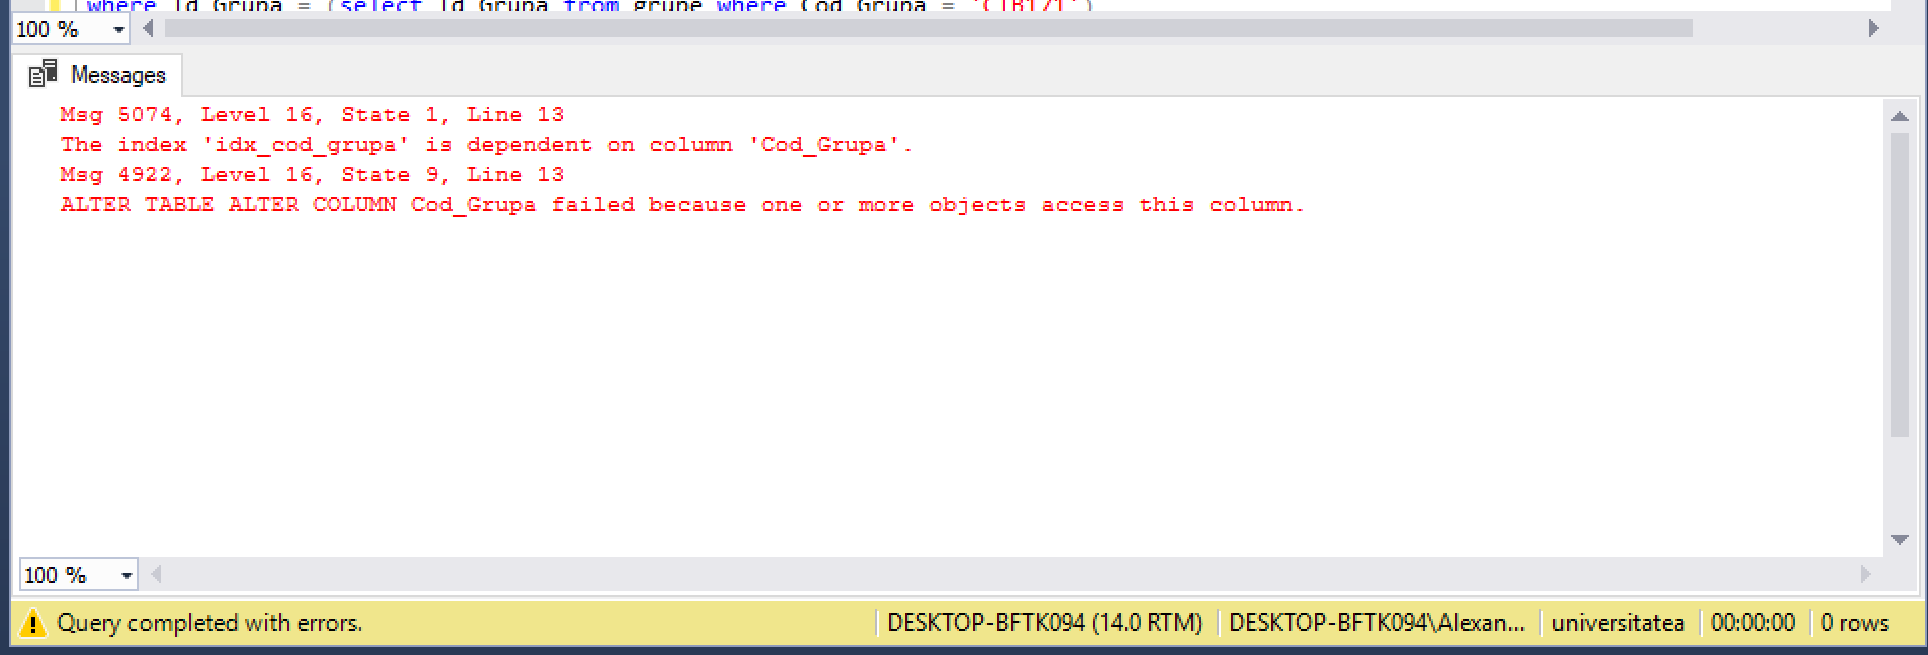 where Id_Grupa = (select Id_Grupa from grupe where Cod_Grupa = 'CIB171')
100 %
Messages
Msg 5074, Level 16, State 1, Line 13
The index 'idx_cod_grupa' is dependent on column 'Cod_Grupa'.
Msg 4922, Level 16, State 9, Line 13
ALTER TABLE ALTER COLUMN Cod_Grupa failed because one or more objects access this column.
100 %
Query completed with errors. DESKTOP-BFTK094 (14.0 RTM) DESKTOP-BFTK094\Alexan... universitatea 00:00:00 0 rows